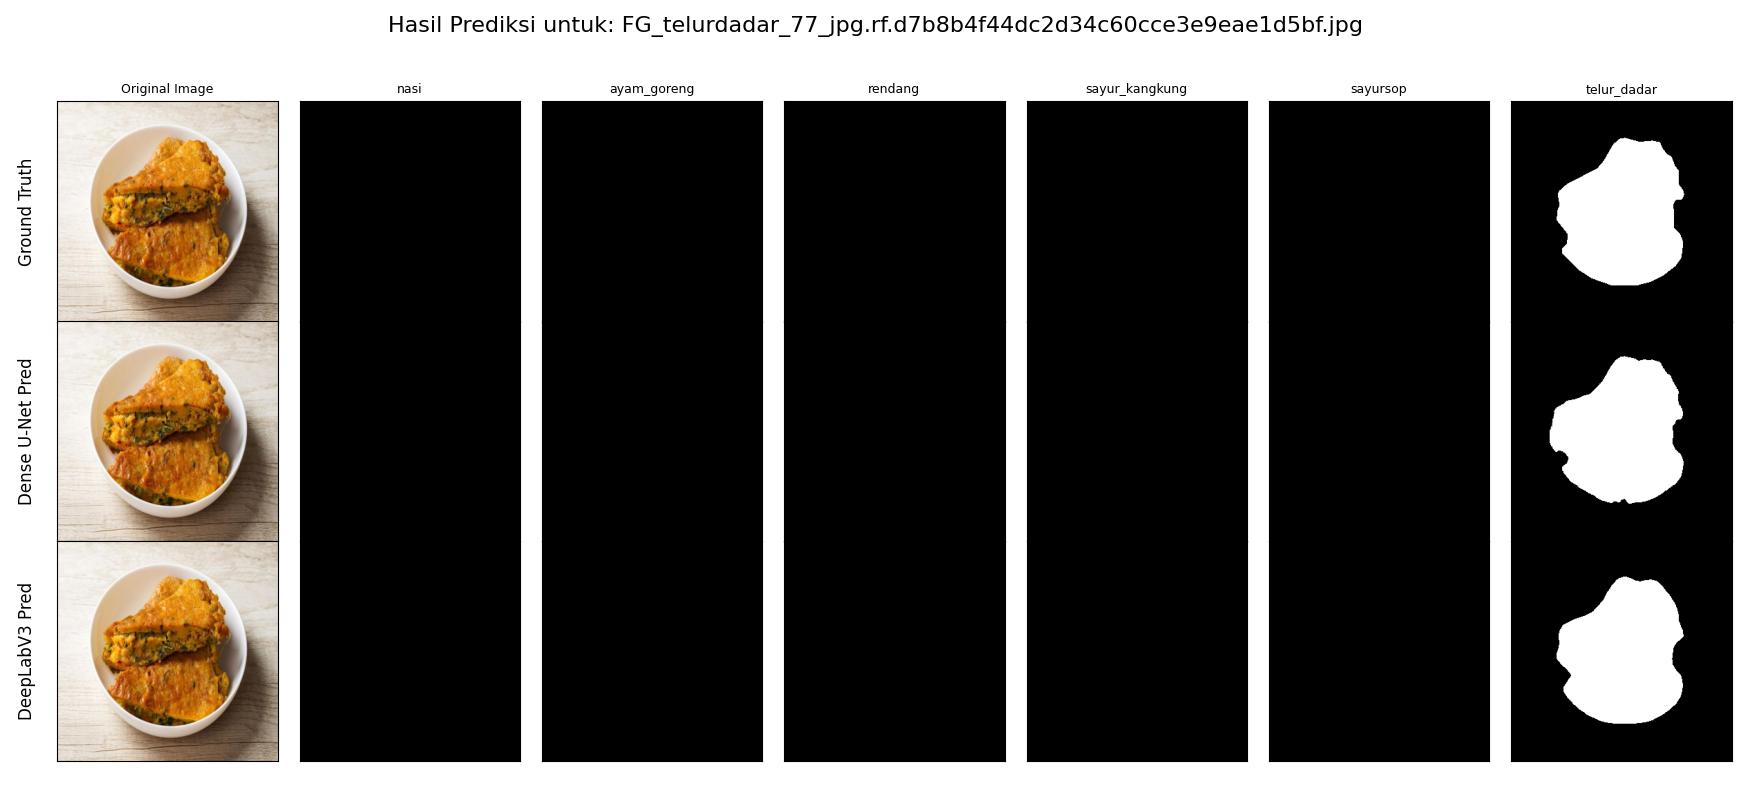 Hasil Prediksi untuk: FG_telurdadar_77_jpg.rf.d7b8b4f44dc2d34c60cce3e9eae1d5bf.jpg
Original Image
nasi
ayam_goreng
rendang
sayur_kangkung
sayursop
telur_dadar
Ground Truth
Dense U-Net Pred
DeepLabV3 Pred